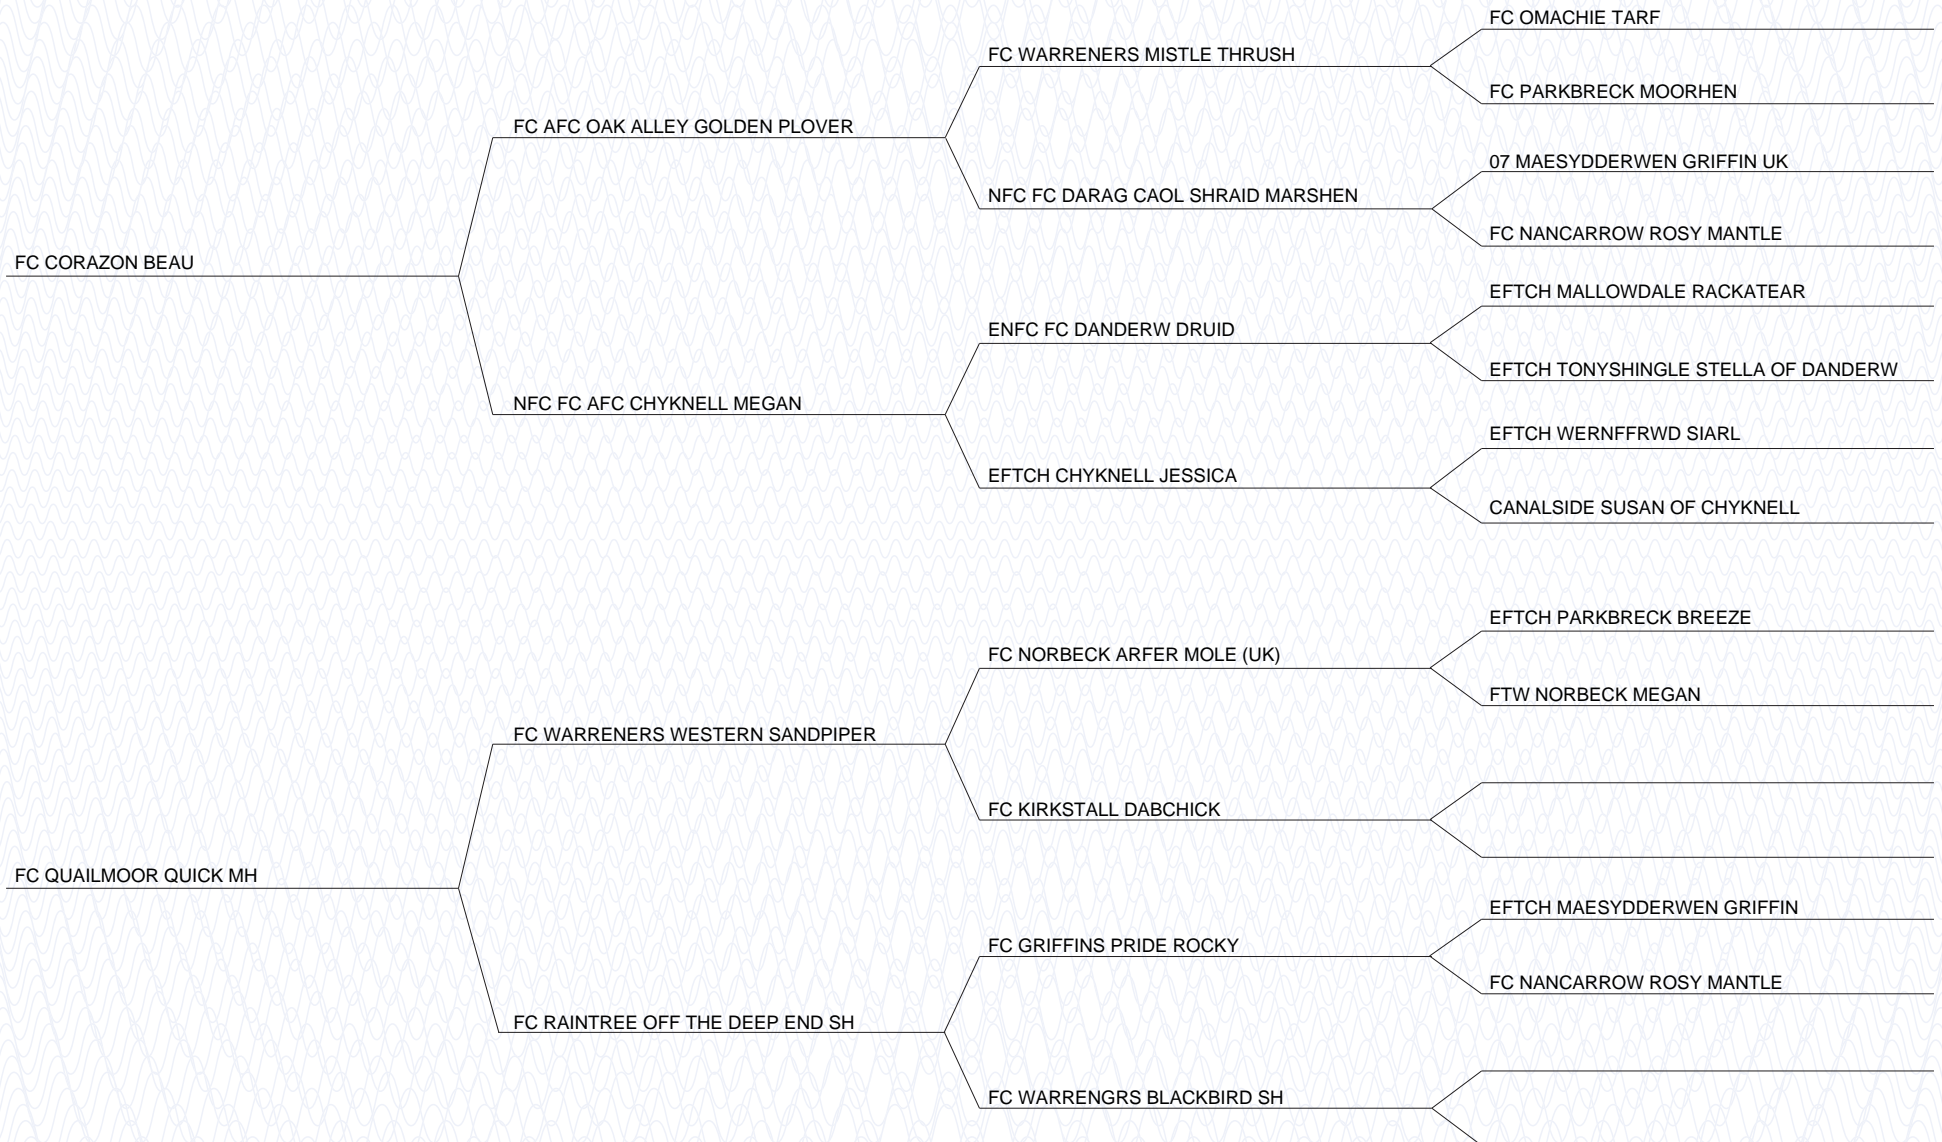 FC OMACHIE TARF
FC WARRENERS MISTLE THRUSH
FC PARKBRECK MOORHEN
FC AFC OAK ALLEY GOLDEN PLOVER
07 MAESYDDERWEN GRIFFIN UK
NFC FC DARAG CAOL SHRAID MARSHEN
FC NANCARROW ROSY MANTLE
FC CORAZON BEAU
EFTCH MALLOWDALE RACKATEAR
ENFC FC DANDERW DRUID
EFTCH TONYSHINGLE STELLA OF DANDERW
NFC FC AFC CHYKNELL MEGAN
EFTCH WERNFFRWD SIARL
EFTCH CHYKNELL JESSICA
CANALSIDE SUSAN OF CHYKNELL
EFTCH PARKBRECK BREEZE
FC NORBECK ARFER MOLE (UK)
FTW NORBECK MEGAN
FC WARRENERS WESTERN SANDPIPER
FC KIRKSTALL DABCHICK
FC QUAILMOOR QUICK MH
EFTCH MAESYDDERWEN GRIFFIN
FC GRIFFINS PRIDE ROCKY
FC NANCARROW ROSY MANTLE
FC RAINTREE OFF THE DEEP END SH
FC WARRENGRS BLACKBIRD SH